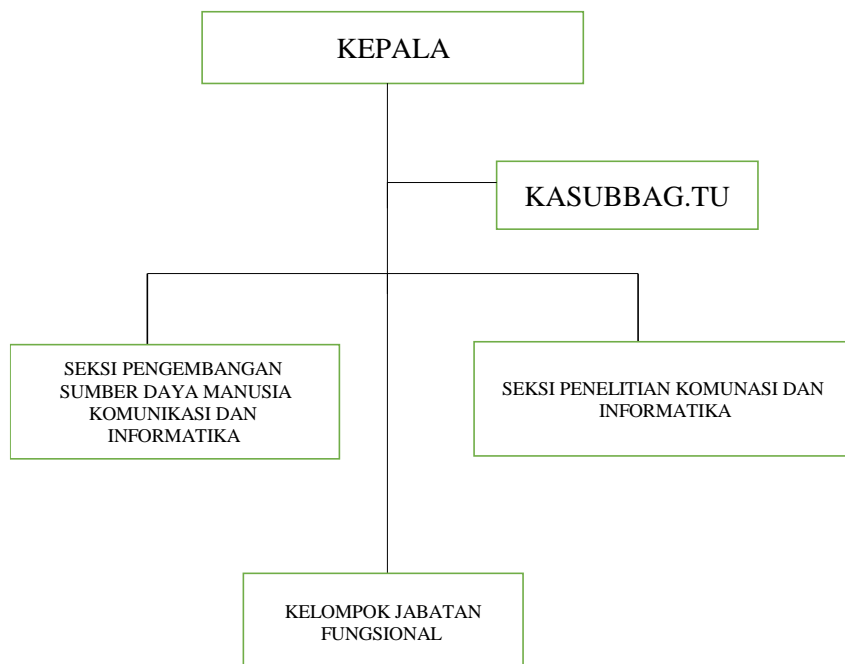 KEPALA
KASUBBAG.TU
SEKSI PENGEMBANGAN
SUMBER DAYA MANUSIA
KOMUNIKASI DAN
INFORMATIKA
SEKSI PENELITIAN KOMUNASI DAN
INFORMATIKA
KELOMPOK JABATAN
FUNGSIONAL